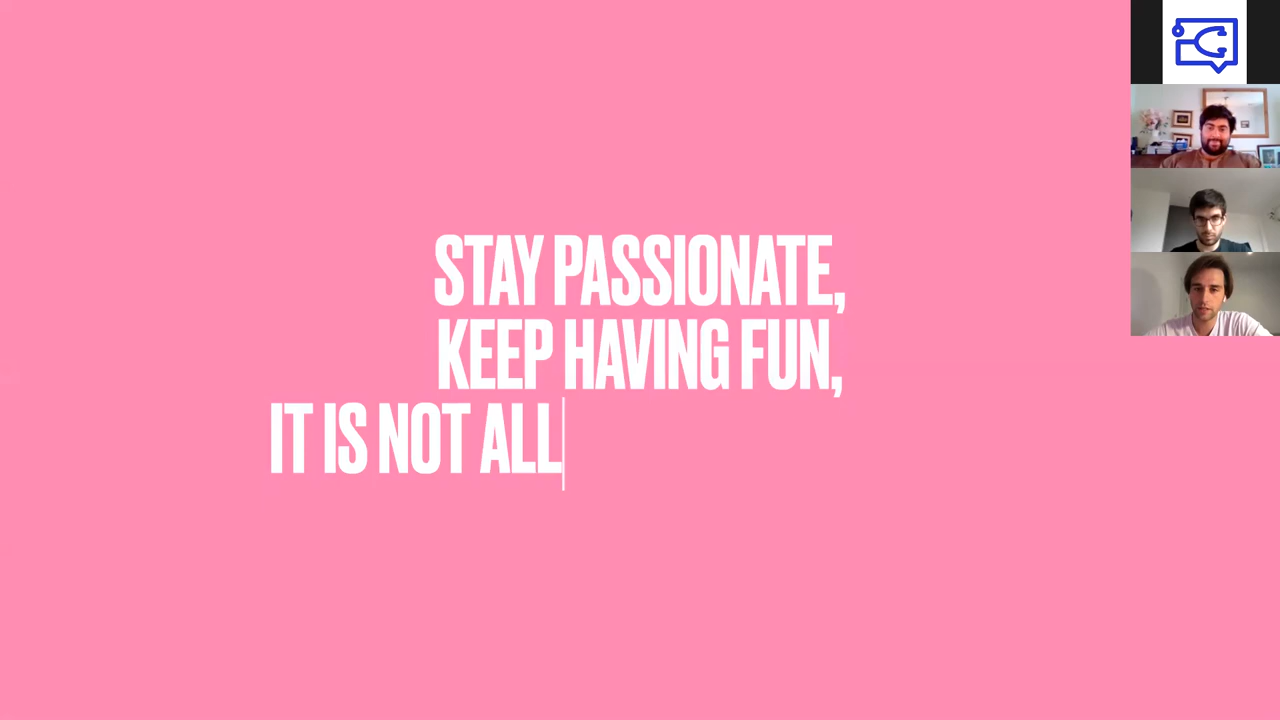 STAY PASSIONATE,
KEEP HAVING FUN,
IT IS NOT ALL